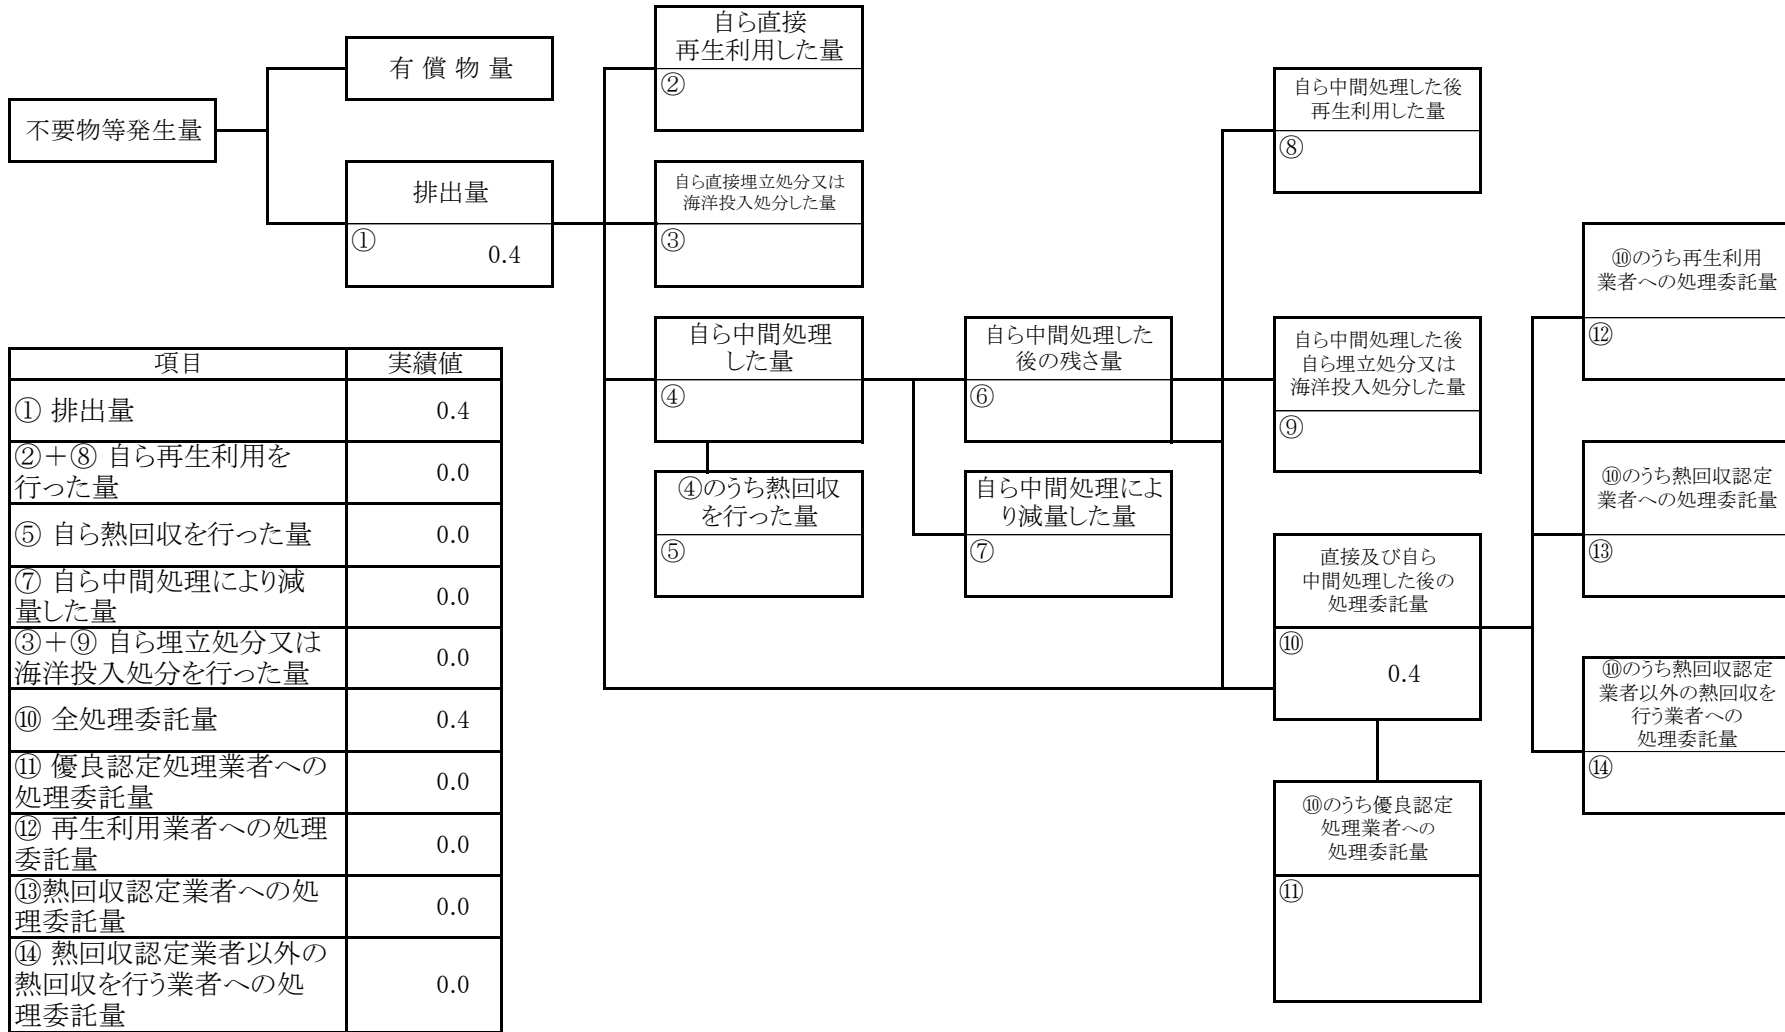 不要物等発生量
有 償 物 量
排出量
①
0.4
自ら直接
再生利用した量
②
自ら直接埋立処分又は
海洋投入処分した量
③
自ら中間処理
した量
④
④のうち熱回収
を行った量
⑤
自ら中間処理した
後の残さ量
⑥
自ら中間処理によ
り減量した量
⑦
自ら中間処理した後
再生利用した量
⑧
自ら中間処理した後
自ら埋立処分又は
海洋投入処分した量
⑨
直接及び自ら
中間処理した後の
処理委託量
⑩
0.4
⑩のうち優良認定
処理業者への
処理委託量
⑪
⑩のうち再生利用
業者への処理委託量
⑫
⑩のうち熱回収認定
業者への処理委託量
⑬
⑩のうち熱回収認定
業者以外の熱回収を
行う業者への
処理委託量
⑭
項目 実績値
① 排出量 0.4
②＋⑧ 自ら再生利用を
行った量 0.0
⑤ 自ら熱回収を行った量 0.0
⑦ 自ら中間処理により減
量した量 0.0
③＋⑨ 自ら埋立処分又は
海洋投入処分を行った量 0.0
⑩ 全処理委託量 0.4
⑪ 優良認定処理業者への
処理委託量 0.0
⑫ 再生利用業者への処理
委託量 0.0
⑬熱回収認定業者への処
理委託量 0.0
⑭ 熱回収認定業者以外の
熱回収を行う業者への処
理委託量 0.0